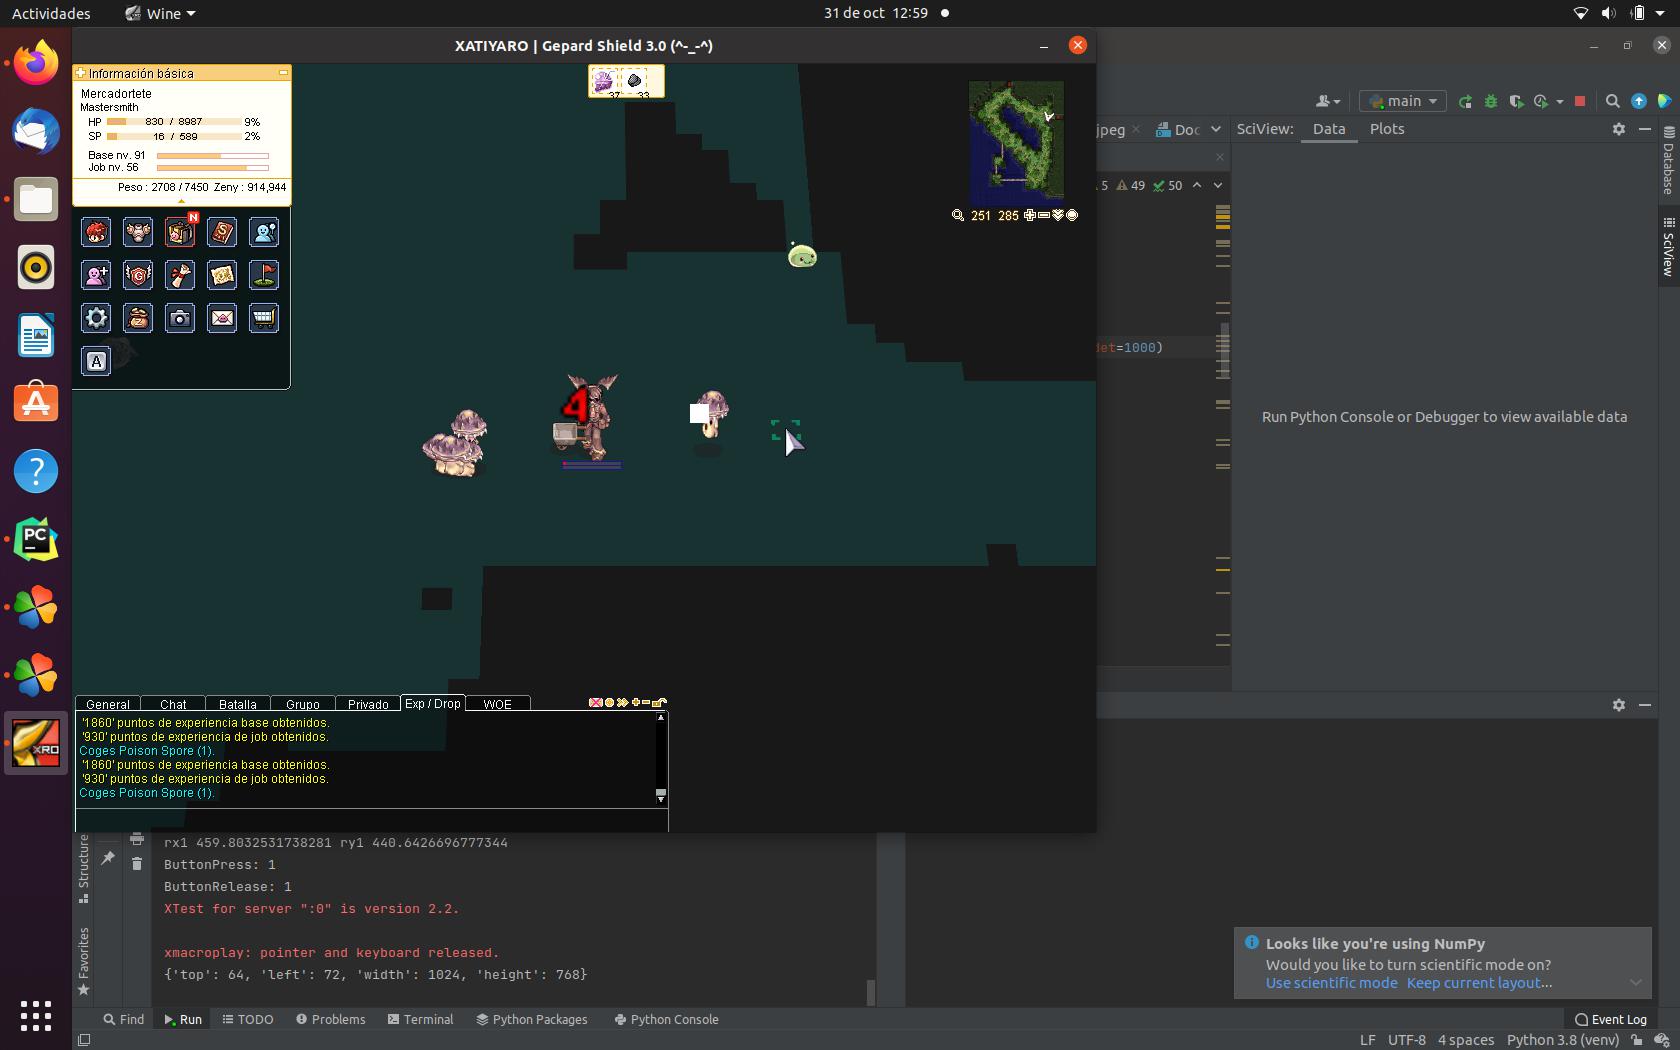 Actividades
Wine
31 de oct 12:59
XATIYARO | Gepard Shield 3.0 (^-_-^)
Información básica
Mercadortete
Mastersmith
HP 830 / 8987 9%
SP 16 / 589 2%
Base nv. 91
Job nv. 56
Peso : 2708 / 7450 Zeny : 914,944
N
A
37 33
251 285
4
General Chat Batalla Grupo Privado Exp / Drop WOE
'1860' puntos de experiencia base obtenidos.
'930' puntos de experiencia de job obtenidos.
Coges Poison Spore (1).
'1860' puntos de experiencia base obtenidos.
'930' puntos de experiencia de job obtenidos.
Coges Poison Spore (1).
main
jpeg
Doc
SciView: Data Plots
5 49 50
=1000)
Run Python Console or Debugger to view available data
Database
SciView
PC
XRO
Structure
Favorites
rx1 459.8032531738281 ry1 440.6426696777344
ButtonPress: 1
ButtonRelease: 1
XTest for server ":0" is version 2.2.
xmacroplay: pointer and keyboard released.
{'top': 64, 'left': 72, 'width': 1024, 'height': 768}
Looks like you're using NumPy
Would you like to turn scientific mode on?
Use scientific mode Keep current layout...
Find Run TODO Problems Terminal Python Packages Python Console
Event Log
LF UTF-8 4 spaces Python 3.8 (venv)